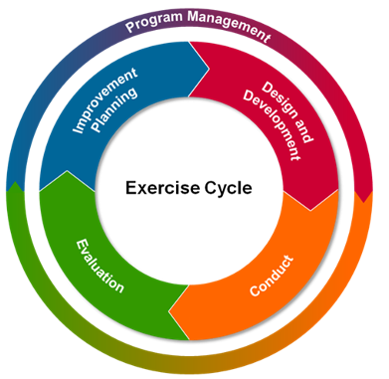 Program Management
Improvement
Planning
Design and
Development
Exercise Cycle
Evaluation
Conduct